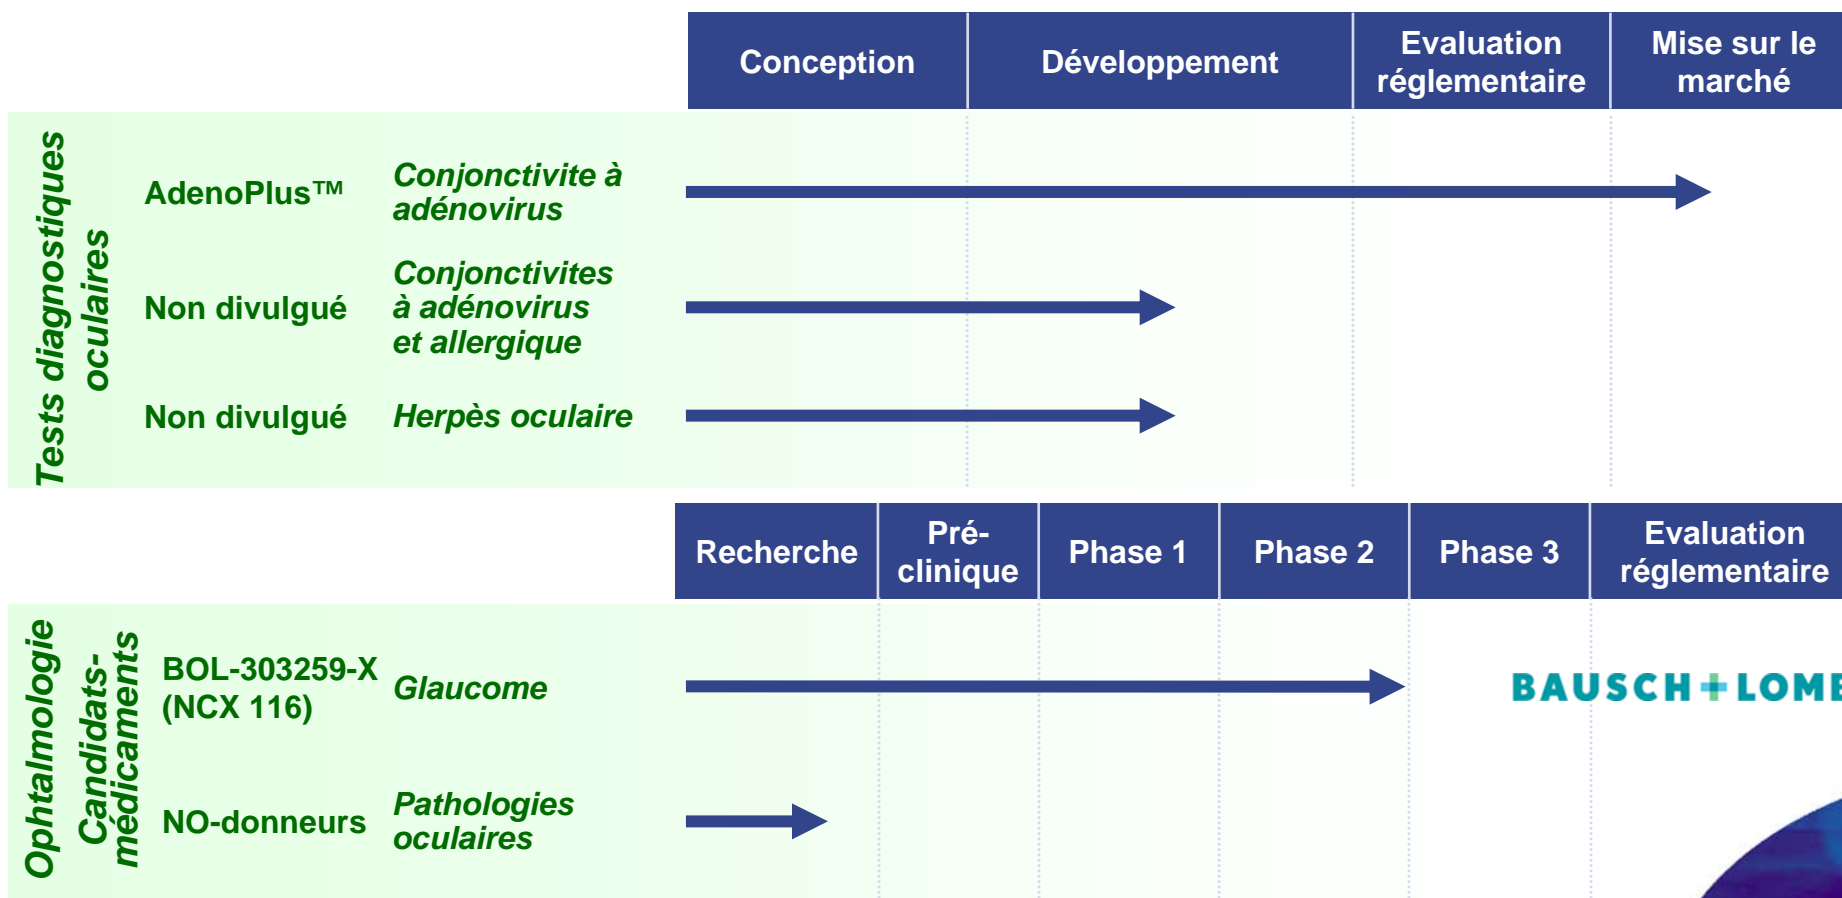 Conception
Développement
Evaluation
réglementaire
Mise sur le
marché
Tests diagnostiques
oculaires
AdenoPlus™
Conjonctivite à
adénovirus
Non divulgué
Conjonctivites
à adénovirus
et allergique
Non divulgué
Herpès oculaire
Recherche
Pré-
clinique
Phase 1
Phase 2
Phase 3
Evaluation
réglementaire
Ophtalmologie
Candidats-
médicaments
BOL-303259-X
(NCX 116)
Glaucome
BAUSCH+LOMB
NO-donneurs
Pathologies
oculaires